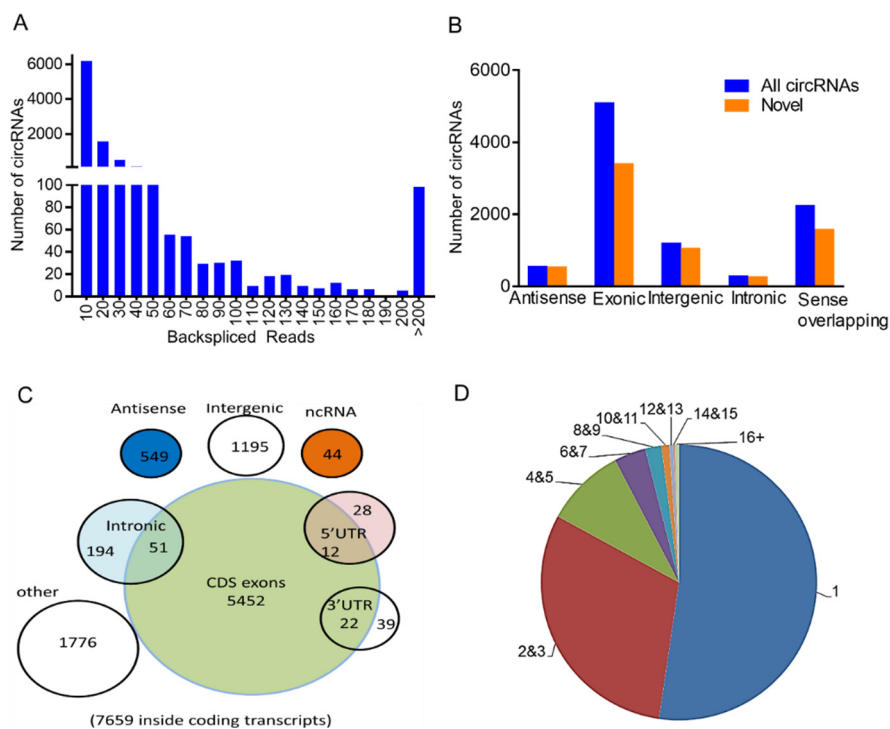 A
6000
4000
2000
100
80
60
40
20
0
Number of circRNAs
10 20 30 40 50 60 70 80 90 100 110 120 130 140 150 160 170 180 190 200 >200
Backspliced Reads
B
6000
4000
2000
0
Number of circRNAs
All circRNAs
Novel
Antisense Exonic Intergenic Intronic Sense
overlapping
C
Antisense Intergenic ncRNA
549 1195 44
Intronic
194 51
28
5'UTR
12
CDS exons
5452
3'UTR
22 39
other
1776
(7659 inside coding transcripts)
D
1
2&3
4&5
6&7
8&9
10&11
12&13
14&15
16+